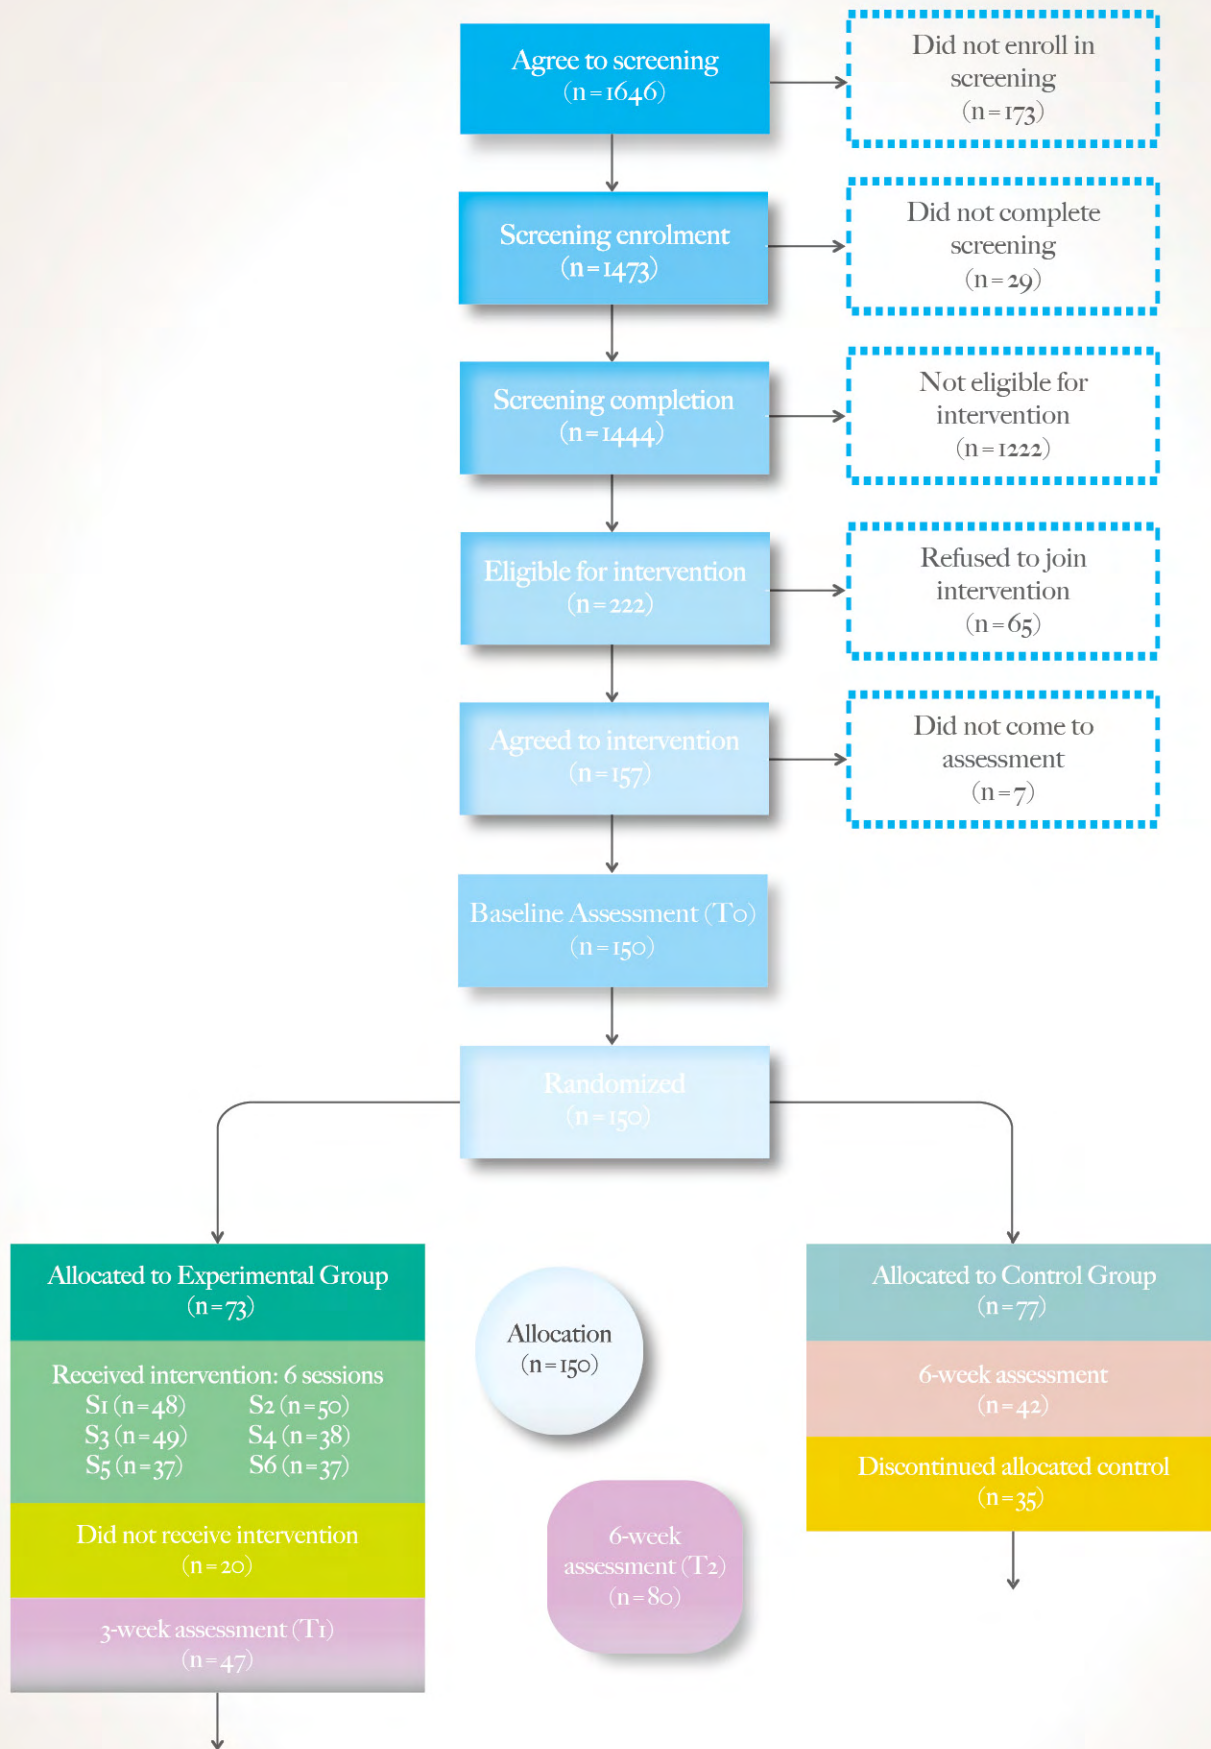 Agree to screening
(n=1646)
Did not enroll in
screening
(n=173)
Screening enrolment
(n=1473)
Did not complete
screening
(n=29)
Screening completion
(n=1444)
Not eligible for
intervention
(n=1222)
Eligible for intervention
(n=222)
Refused to join
intervention
(n=65)
Agreed to intervention
(n=157)
Did not come to
assessment
(n=7)
Baseline Assessment (T0)
(n=150)
Randomized
(n=150)
Allocated to Experimental Group
(n=73)
Received intervention: 6 sessions
S1 (n=48) S2 (n=50)
S3 (n=49) S4 (n=38)
S5 (n=37) S6 (n=37)
Did not receive intervention
(n=20)
3-week assessment (T1)
(n=47)
Allocation
(n=150)
6-week
assessment (T2)
(n=80)
Allocated to Control Group
(n=77)
6-week assessment
(n=42)
Discontinued allocated control
(n=35)